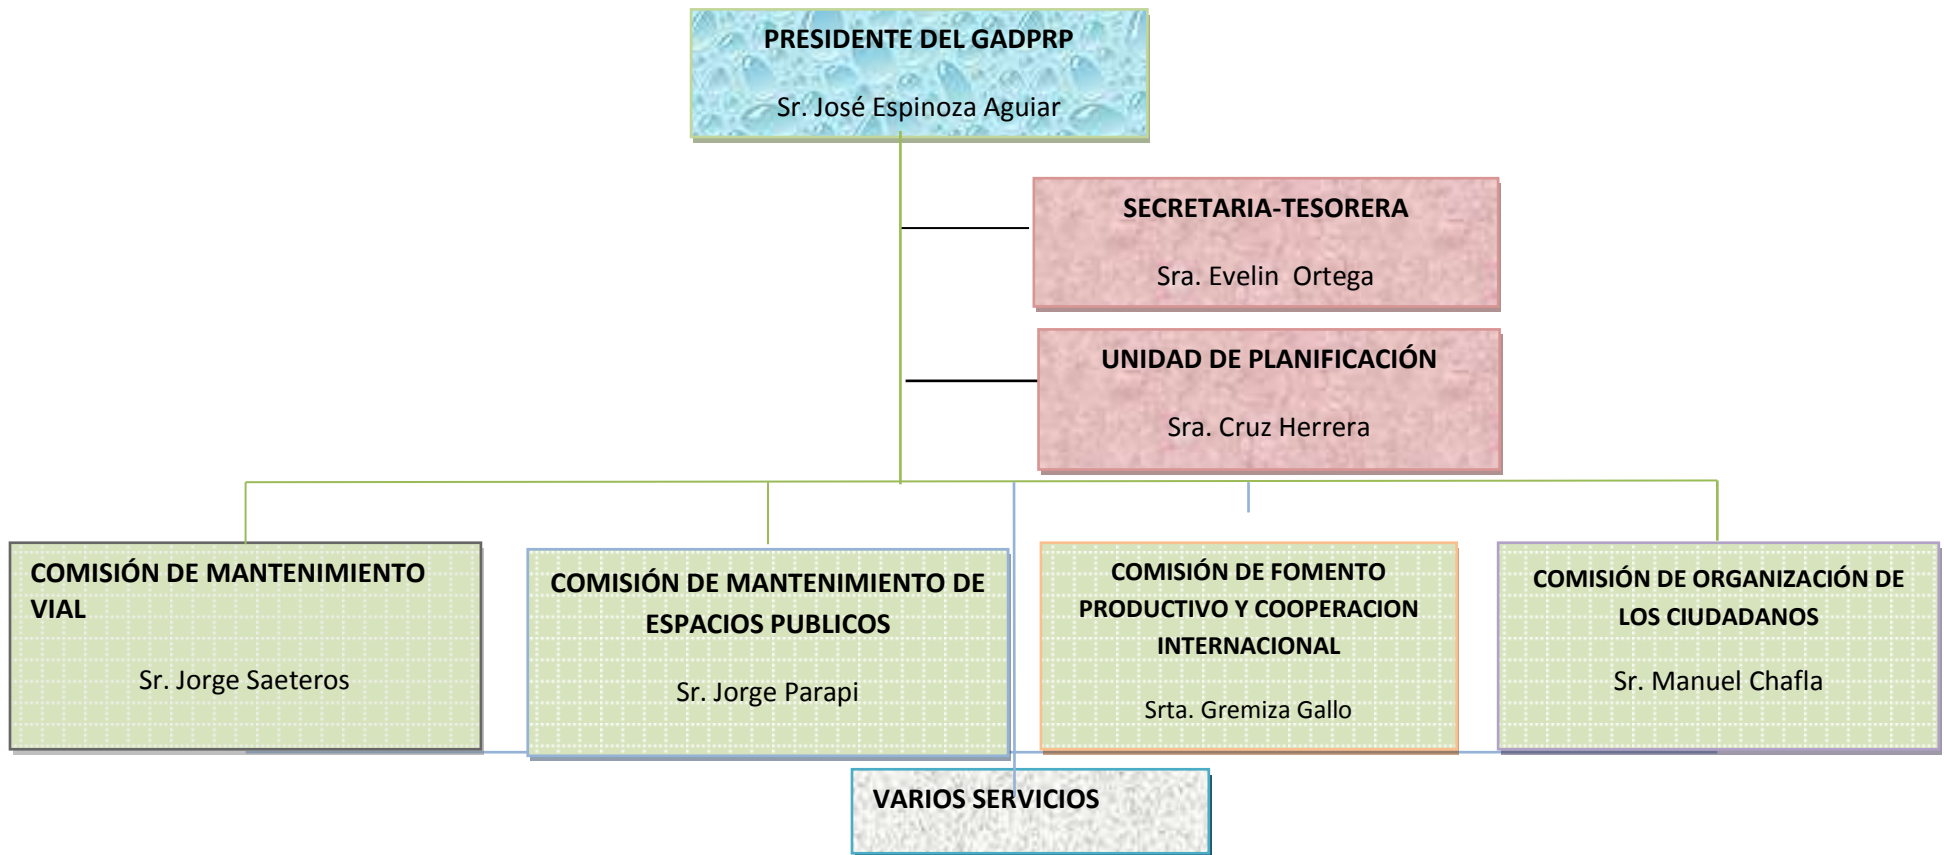 PRESIDENTE DEL GADPRP
Sr. José Espinoza Aguiar
SECRETARIA-TESORERA
Sra. Evelin  Ortega
UNIDAD DE PLANIFICACIÓN
Sra. Cruz Herrera
COMISIÓN DE MANTENIMIENTO
VIAL
Sr. Jorge Saeteros
COMISIÓN DE MANTENIMIENTO DE
ESPACIOS PUBLICOS
Sr. Jorge Parapi
COMISIÓN DE FOMENTO
PRODUCTIVO Y COOPERACION
INTERNACIONAL
Srta. Gremiza Gallo
COMISIÓN DE ORGANIZACIÓN DE
LOS CIUDADANOS
Sr. Manuel Chafla
VARIOS SERVICIOS